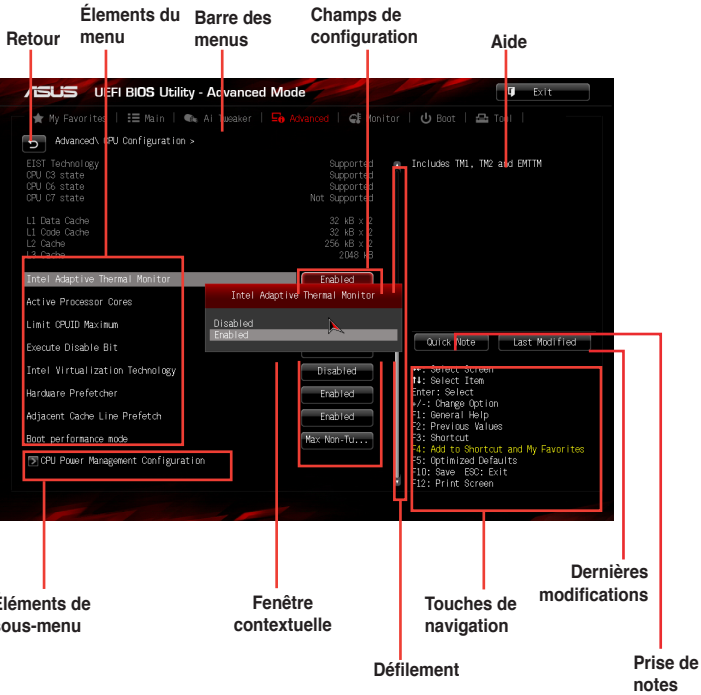 Élements du
menu
Barre des
menus
Champs de
configuration
Retour
Aide
ASUS UEFI BIOS Utility - Advanced Mode
Exit
My Favorites | Main | Ai Tweaker | Advanced | Monitor | Boot | Tool |
Advanced\ CPU Configuration >
EIST Technology Supported
CPU C3 state Supported
CPU C6 state Supported
CPU C7 state Not Supported
L1 Data Cache 32 kB x 2
L1 Code Cache 32 kB x 2
L2 Cache 256 kB x 2
L3 Cache 2048 kB
Includes TM1, TM2 and EMTTM
Intel Adaptive Thermal Monitor Enabled
Active Processor Cores
Limit CPUID Maximum
Execute Disable Bit
Intel Virtualization Technology Disabled
Hardware Prefetcher Enabled
Adjacent Cache Line Prefetch Enabled
Boot performance mode Max Non-Tu...
CPU Power Management Configuration
Intel Adaptive Thermal Monitor
Disabled
Enabled
Quick Note
Last Modified
→←: Select Screen
↑↓: Select Item
Enter: Select
+/-: Change Option
F1: General Help
F2: Previous Values
F3: Shortcut
F4: Add to Shortcut and My Favorites
F5: Optimized Defaults
F10: Save ESC: Exit
F12: Print Screen
Éléments de
sous-menu
Fenêtre
contextuelle
Défilement
Touches de
navigation
Dernières
modifications
Prise de
notes